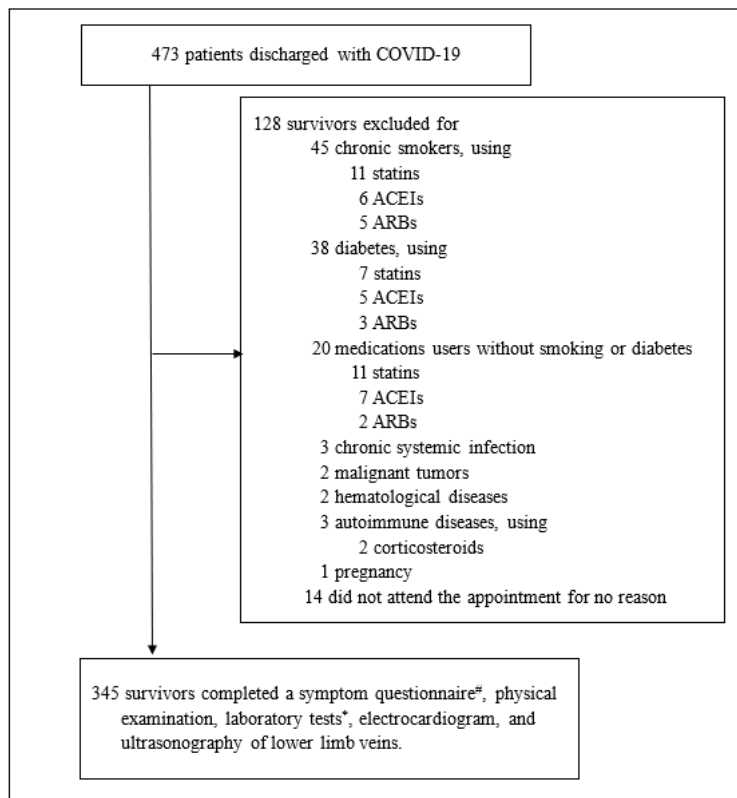 473 patients discharged with COVID-19
128 survivors excluded for
45 chronic smokers, using
11 statins
6 ACEIs
5 ARBs
38 diabetes, using
7 statins
5 ACEIs
3 ARBs
20 medications users without smoking or diabetes
11 statins
7 ACEIs
2 ARBs
3 chronic systemic infection
2 malignant tumors
2 hematological diseases
3 autoimmune diseases, using
2 corticosteroids
1 pregnancy
14 did not attend the appointment for no reason
345 survivors completed a symptom questionnaire#, physical
examination, laboratory tests*, electrocardiogram, and
ultrasonography of lower limb veins.